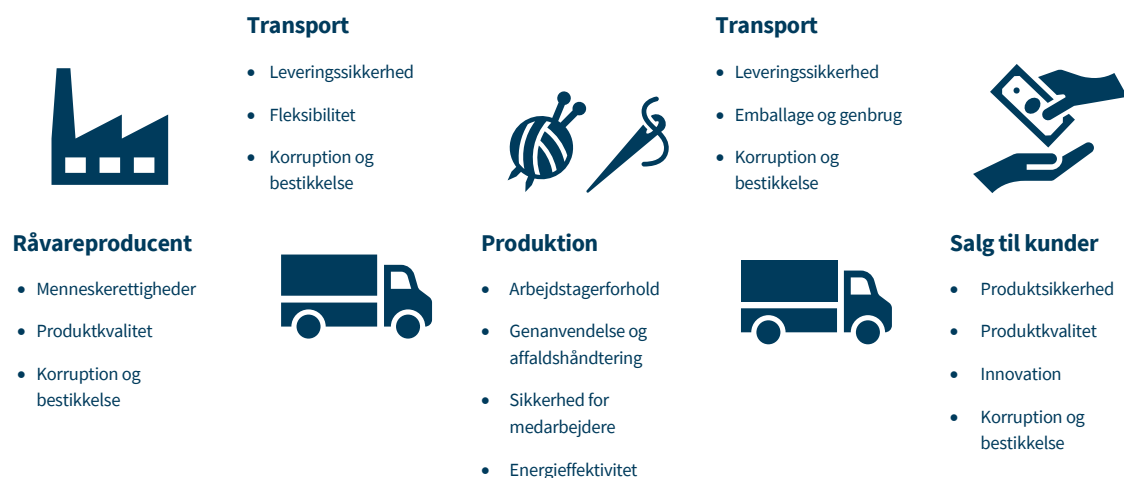 Transport
• Leveringssikkerhed
• Fleksibilitet
• Korruption og
bestikkelse
Transport
• Leveringssikkerhed
• Emballage og genbrug
• Korruption og
bestikkelse
Råvareproducent
• Menneskerettigheder
• Produktkvalitet
• Korruption og
bestikkelse
Produktion
• Arbejdstagerforhold
• Genanvendelse og
affaldshåndtering
• Sikkerhed for
medarbejdere
• Energieffektivitet
Salg til kunder
• Produktsikkerhed
• Produktkvalitet
• Innovation
• Korruption og
bestikkelse